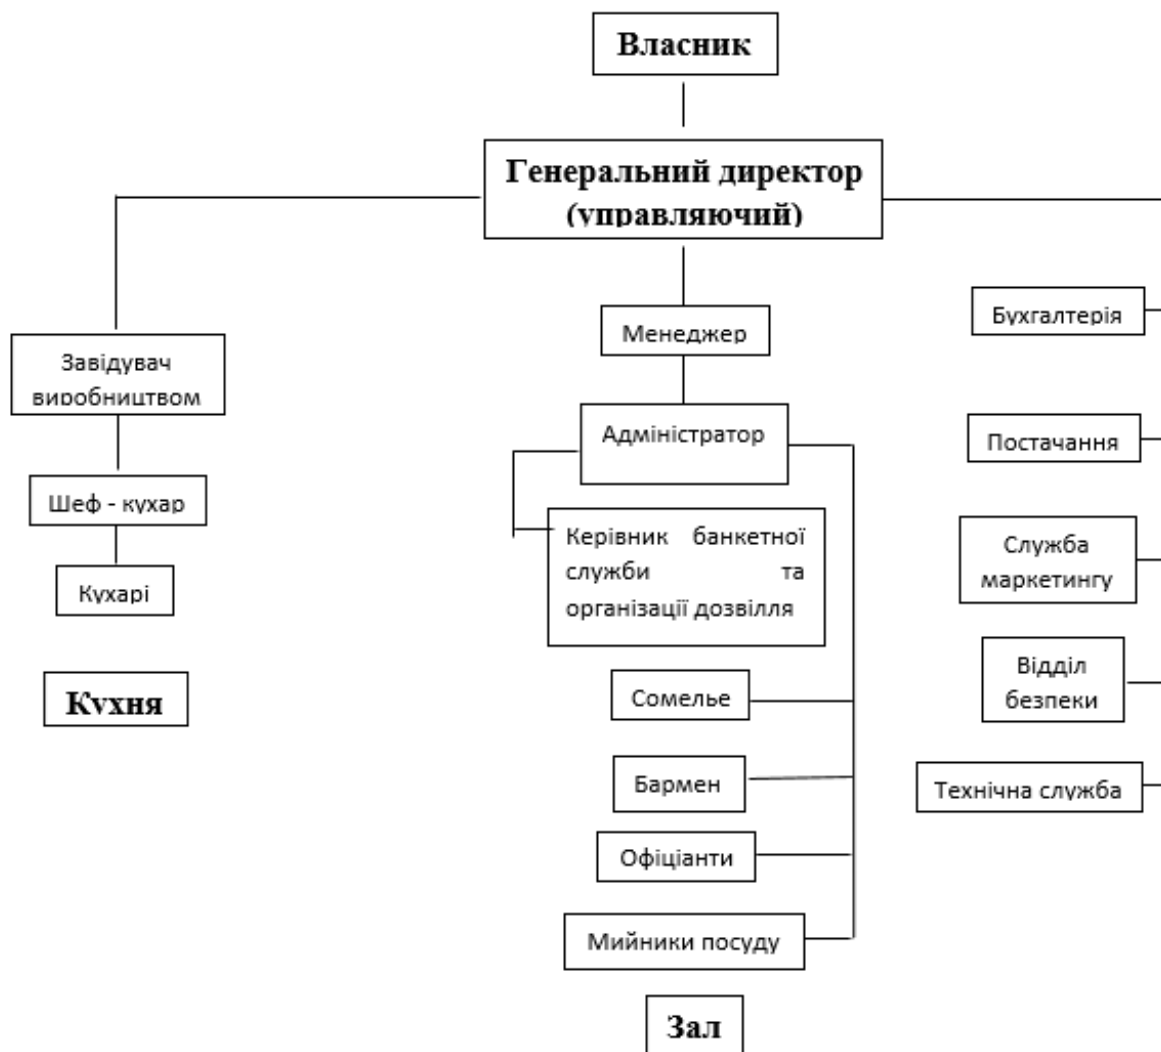 Власник
Генеральний директор
(управляючий)
Завідувач
виробництвом
Шеф - кухар
Кухарі
Кухня
Менеджер
Адміністратор
Керівник банкетної
служби та
організації дозвілля
Сомелье
Бармен
Офіціанти
Мийники посуду
Зал
Бухгалтерія
Постачання
Служба
маркетингу
Відділ
безпеки
Технічна служба